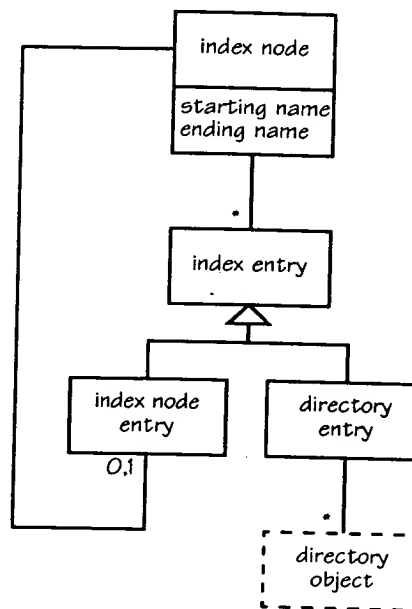 index node
starting name
ending name
*
index entry
index node
entry
directory
entry
0,1
*
directory
object